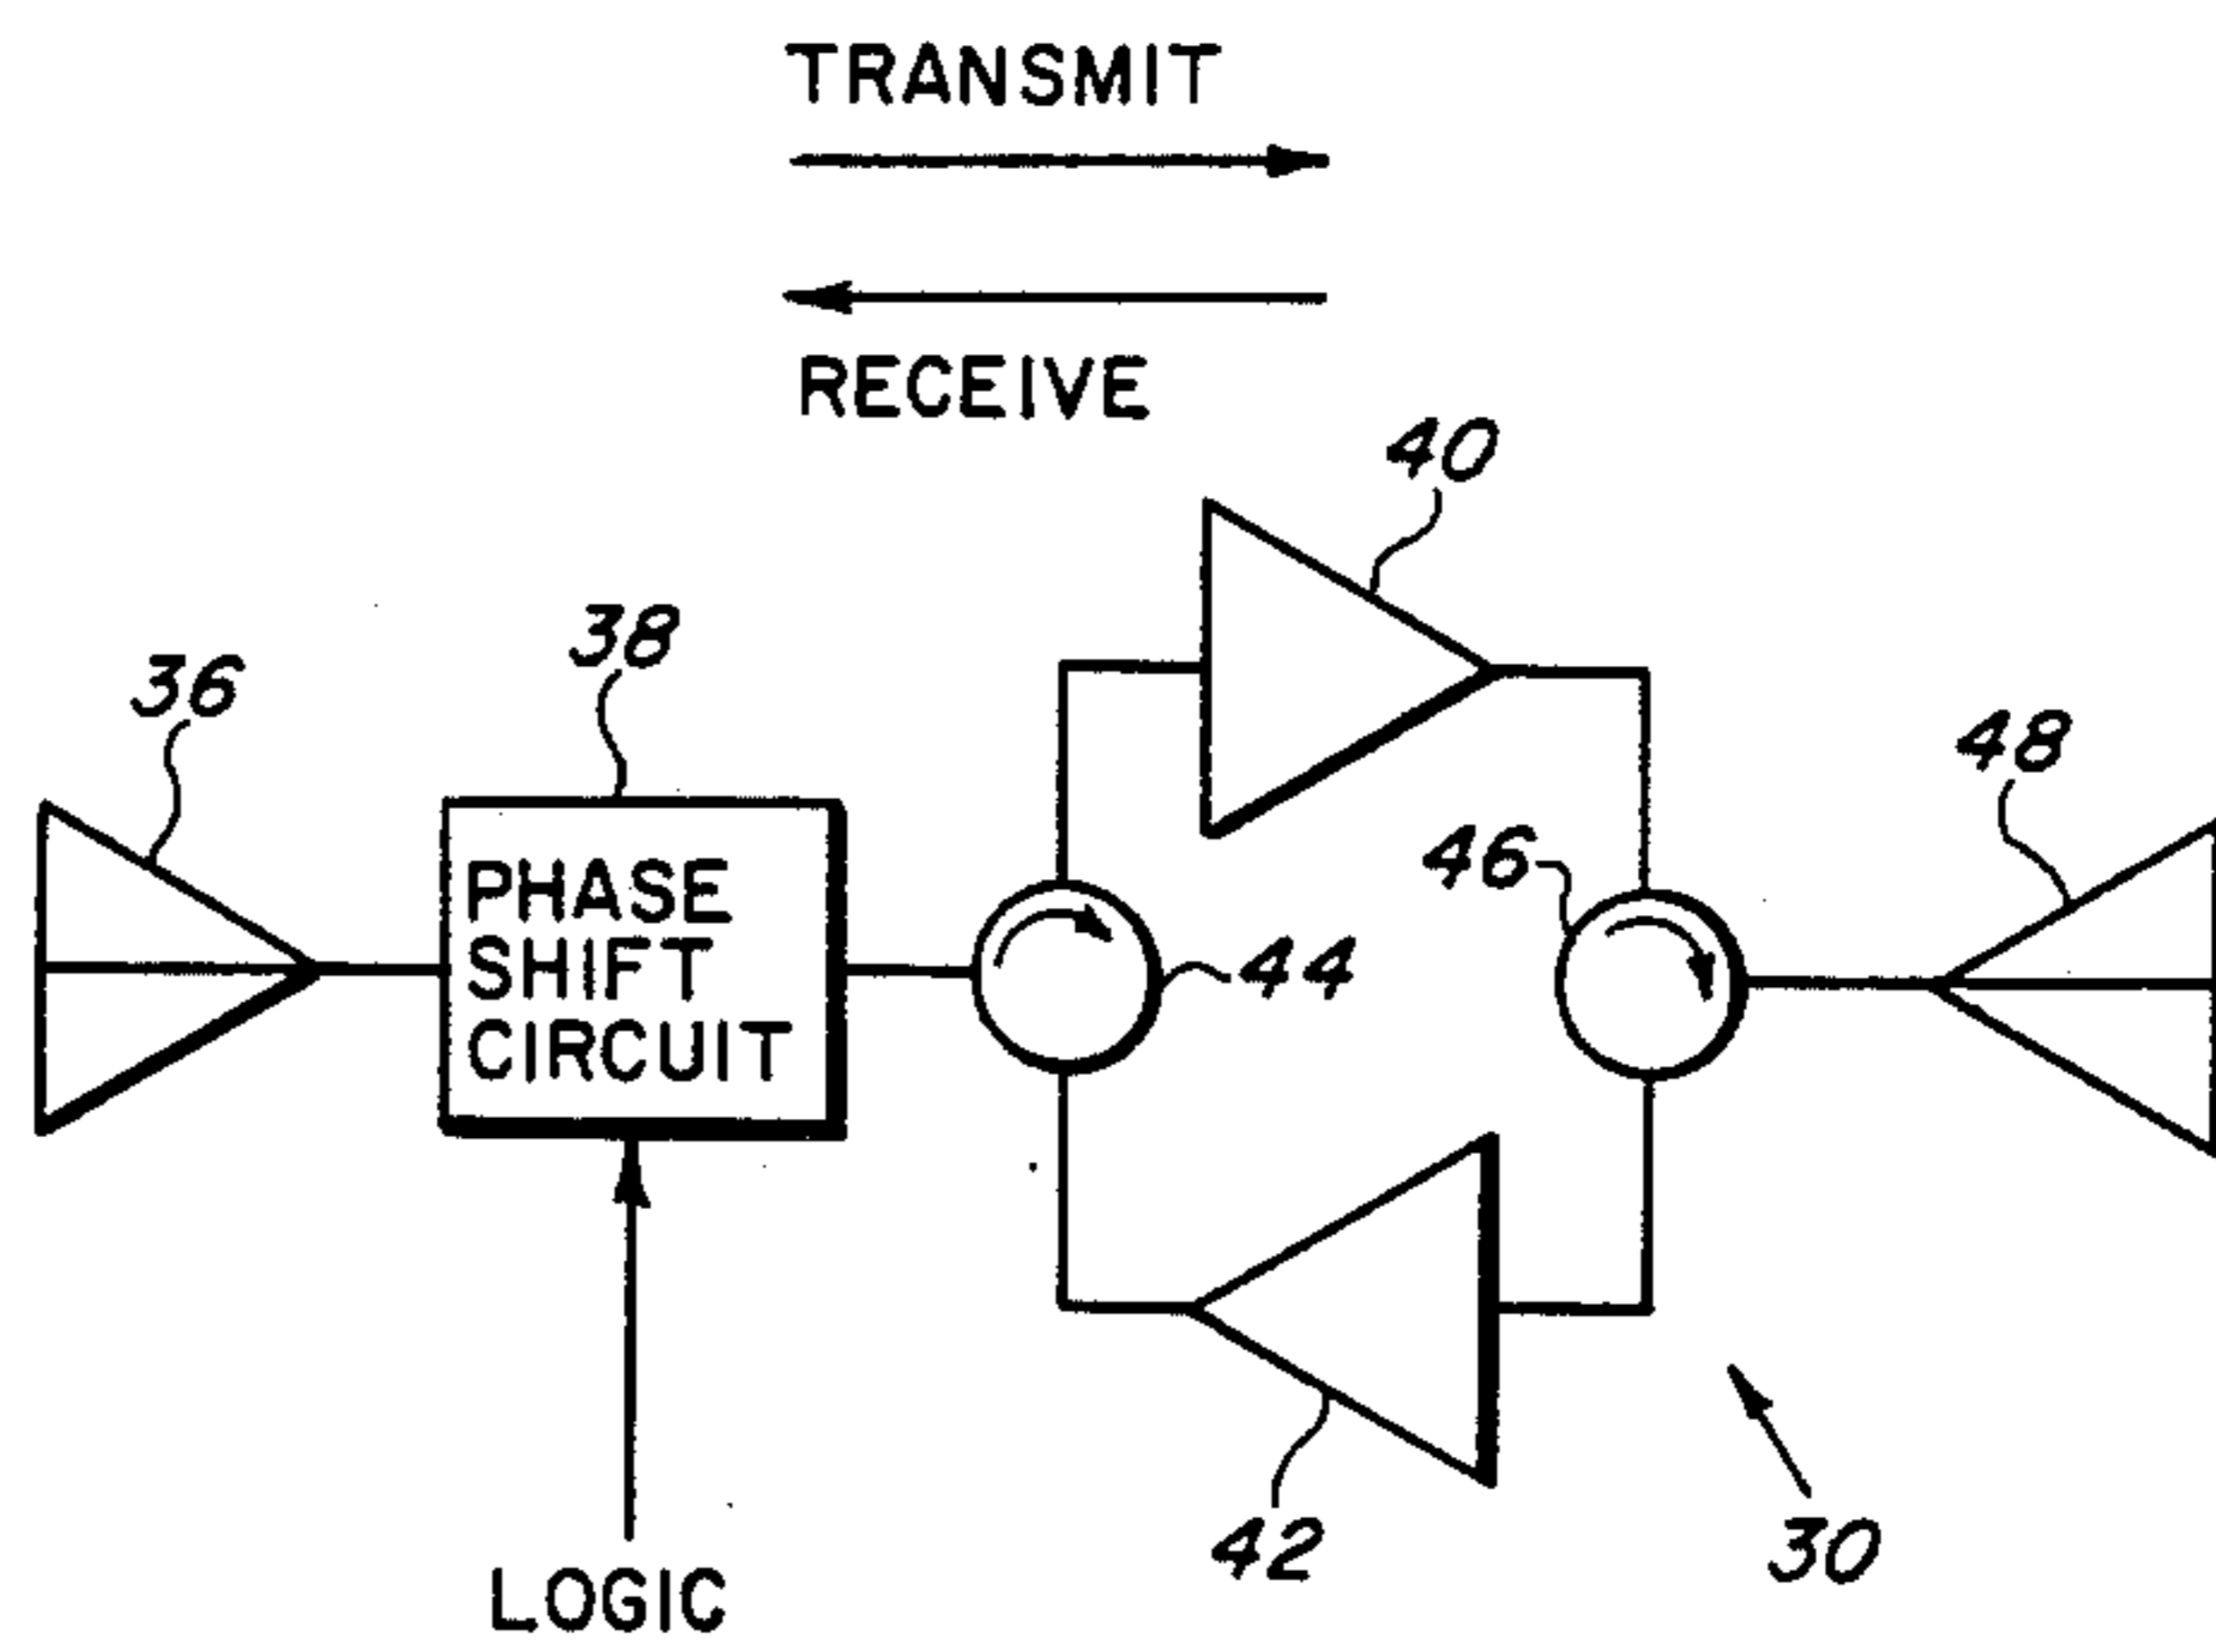 TRANSMIT
RECEIVE
40
38
36
48
46
PHASE
SHIFT
CIRCUIT
44
42
30
LOGIC